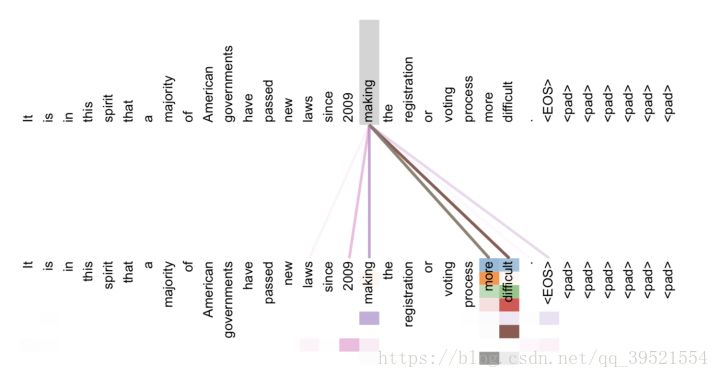 It is in this spirit that a majority of American governments have passed new laws since 2009 making the registration or voting process more difficult . <EOS> <pad> <pad> <pad> <pad> <pad> <pad>
It is in this spirit that a majority of American governments have passed new laws since 2009 making the registration or voting process more difficult . <EOS> <pad> <pad> <pad> <pad> <pad> <pad>
https://blog.csdn.net/qq_39521554